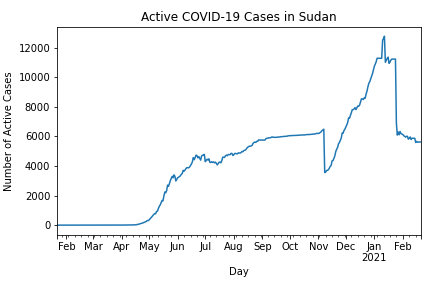 Active COVID-19 Cases in Sudan
Number of Active Cases
12000
10000
8000
6000
4000
2000
0
Feb Mar Apr May Jun Jul Aug Sep Oct Nov Dec Jan Feb
2021
Day